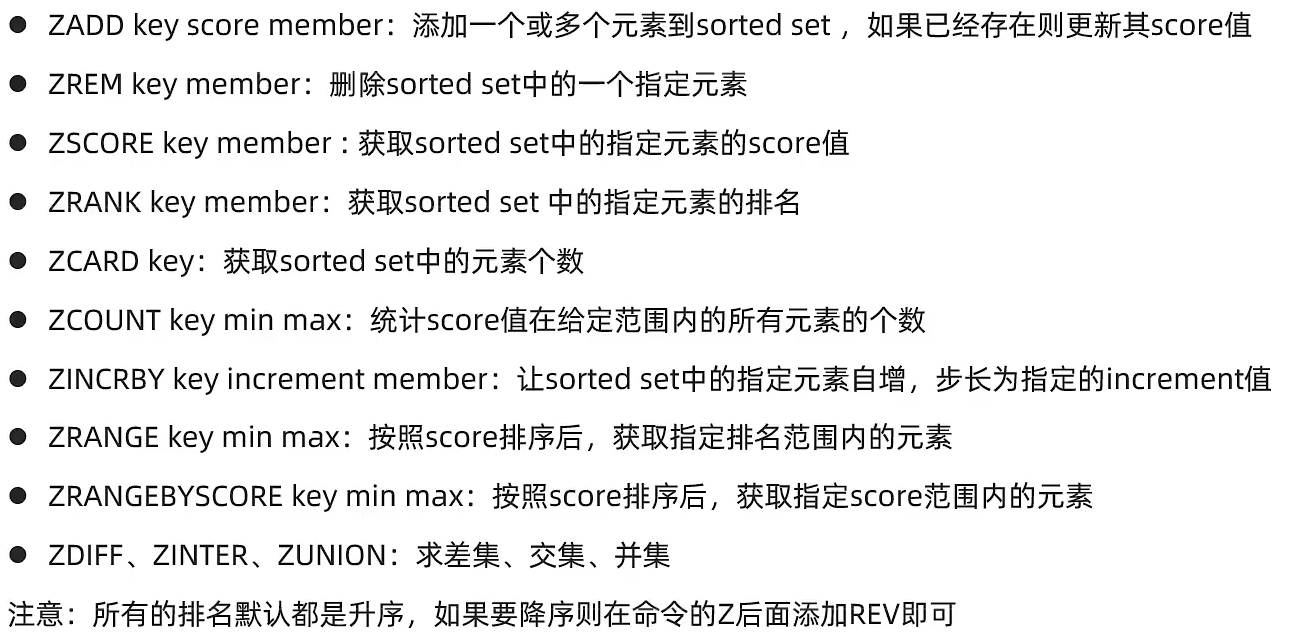 ● ZADD key score member：添加一个或多个元素到sorted set ，如果已经存在则更新其score值
● ZREM key member：删除sorted set中的一个指定元素
● ZSCORE key member : 获取sorted set中的指定元素的score值
● ZRANK key member：获取sorted set 中的指定元素的排名
● ZCARD key：获取sorted set中的元素个数
● ZCOUNT key min max：统计score值在给定范围内的所有元素的个数
● ZINCRBY key increment member：让sorted set中的指定元素自增，步长为指定的increment值
● ZRANGE key min max：按照score排序后，获取指定排名范围内的元素
● ZRANGEBYSCORE key min max：按照score排序后，获取指定score范围内的元素
● ZDIFF、ZINTER、ZUNION：求差集、交集、并集
注意：所有的排名默认都是升序，如果要降序则在命令的Z后面添加REV即可